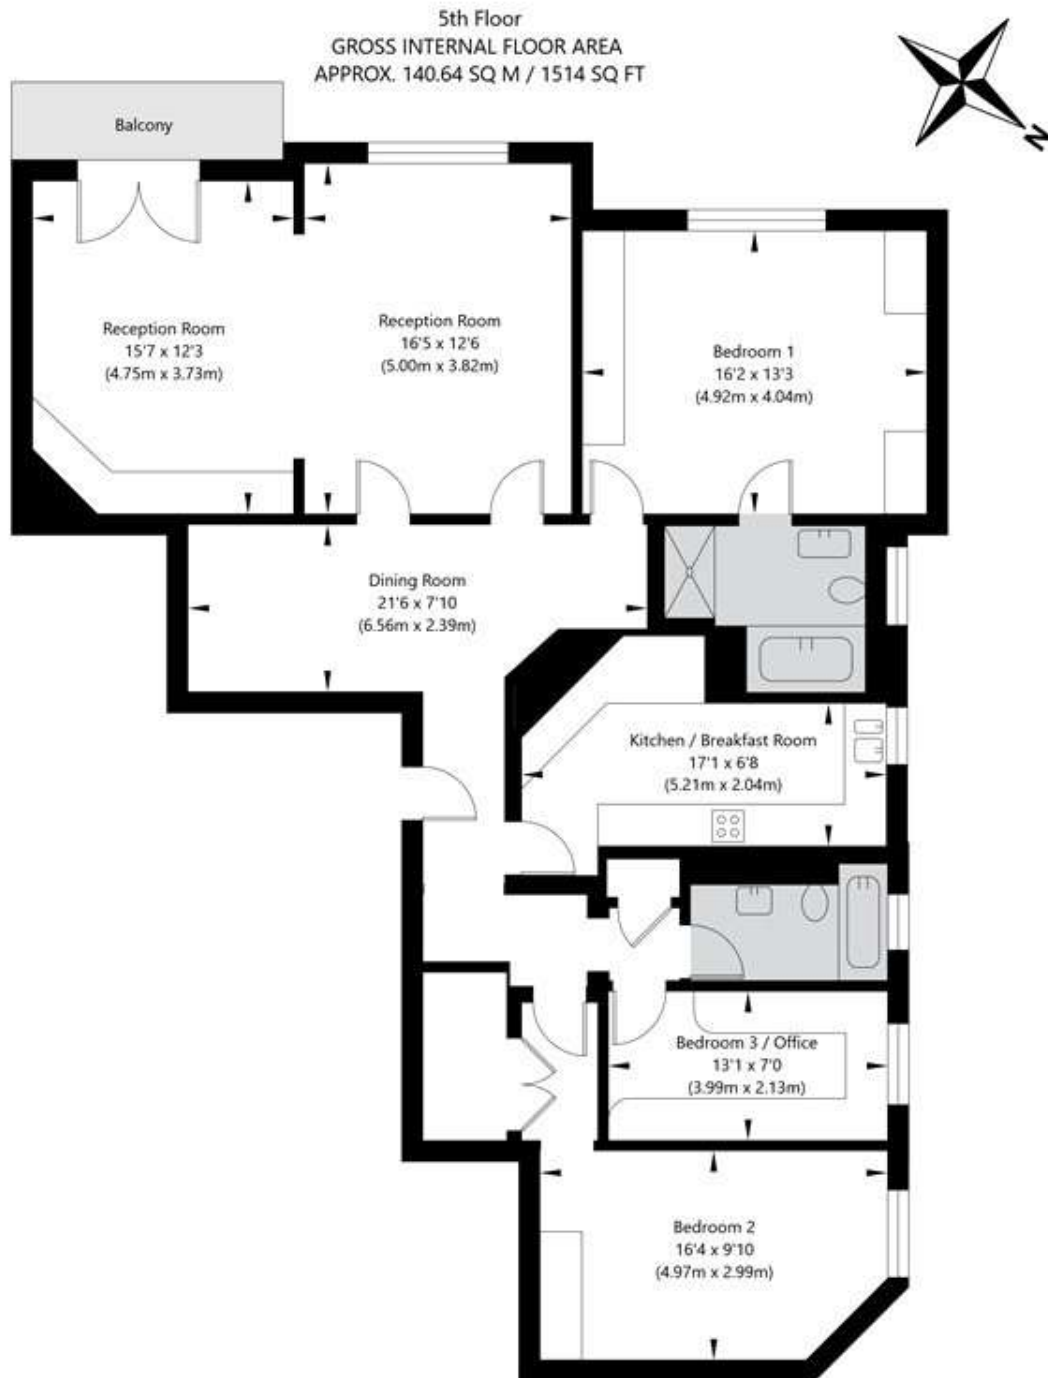 5th Floor
GROSS INTERNAL FLOOR AREA
APPROX. 140.64 SQ M / 1514 SQ FT
N
Balcony
Reception Room
15'7 x 12'3
(4.75m x 3.73m)
Reception Room
16'5 x 12'6
(5.00m x 3.82m)
Bedroom 1
16'2 x 13'3
(4.92m x 4.04m)
Dining Room
21'6 x 7'10
(6.56m x 2.39m)
Kitchen / Breakfast Room
17'1 x 6'8
(5.21m x 2.04m)
Bedroom 3 / Office
13'1 x 7'0
(3.99m x 2.13m)
Bedroom 2
16'4 x 9'10
(4.97m x 2.99m)